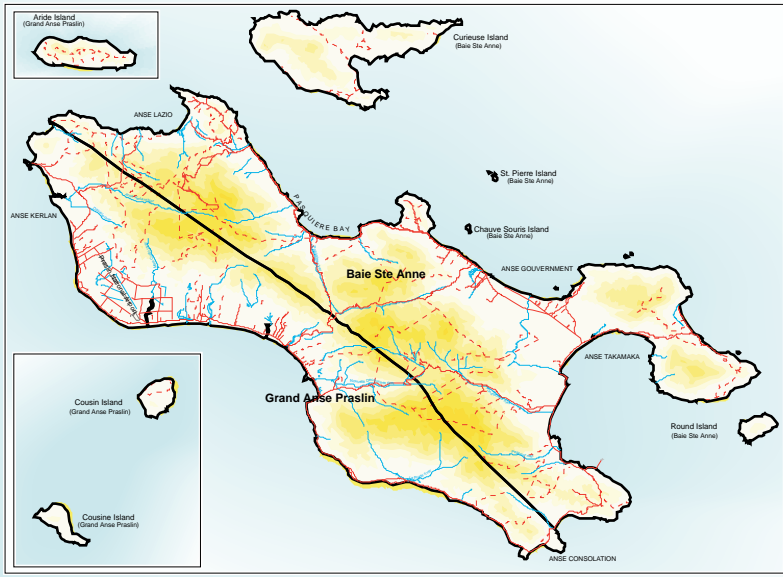 Aride Island
(Grand Anse Praslin)
Curieuse Island
(Baie Ste Anne)
ANSE LAZIO
St. Pierre Island
(Baie Ste Anne)
PASQUIERE BAY
ANSE KERLAN
Chauve Souris Island
(Baie Ste Anne)
Baie Ste Anne
ANSE GOUVERNMENT
ANSE TAKAMAKA
Cousin Island
(Grand Anse Praslin)
Grand Anse Praslin
Round Island
(Baie Ste Anne)
Cousine Island
(Grand Anse Praslin)
ANSE CONSOLATION